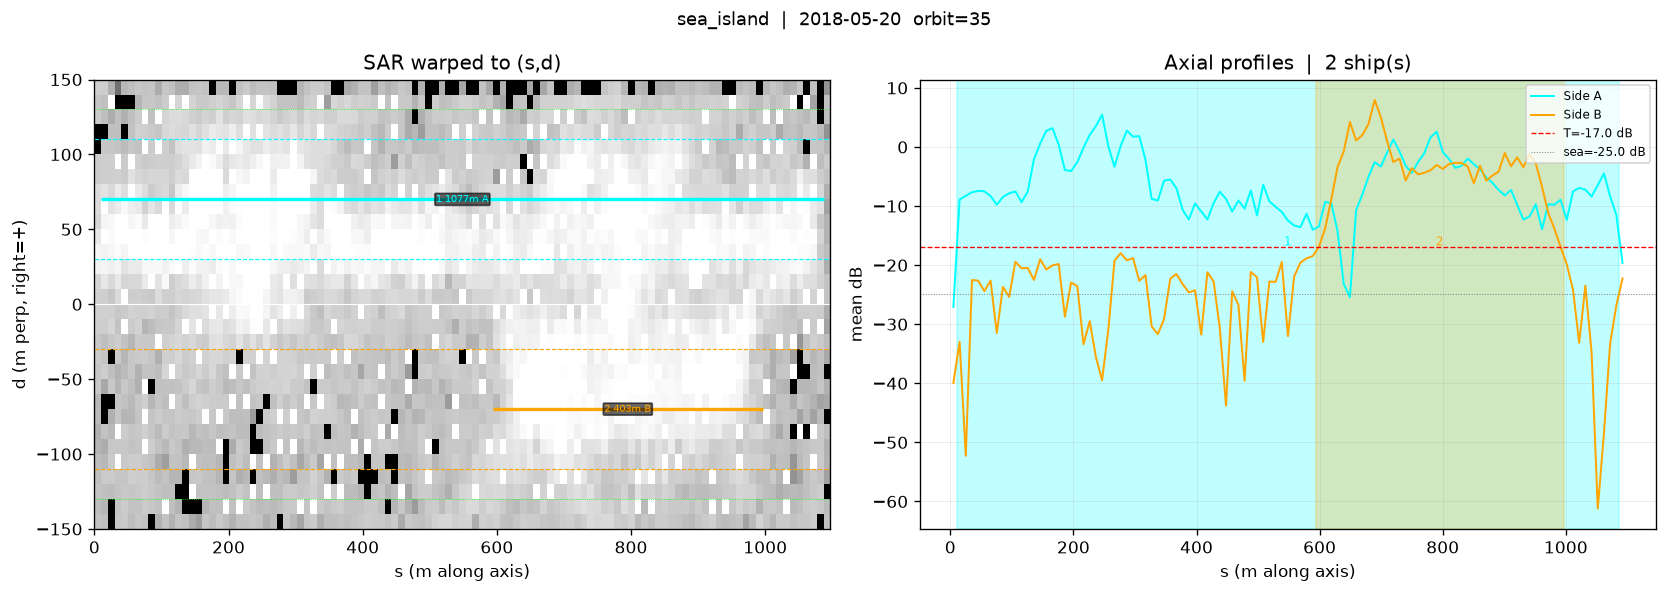 sea_island  |  2018-05-20  orbit=35
SAR warped to (s,d)
d (m perp, right=+)
150
100
50
0
−50
−100
−150
1 1077m A
2 403m B
0
200
400
600
800
1000
s (m along axis)
Axial profiles  |  2 ship(s)
mean dB
10
0
−10
−20
−30
−40
−50
−60
Side A
Side B
T=-17.0 dB
sea=-25.0 dB
1
2
0
200
400
600
800
1000
s (m along axis)